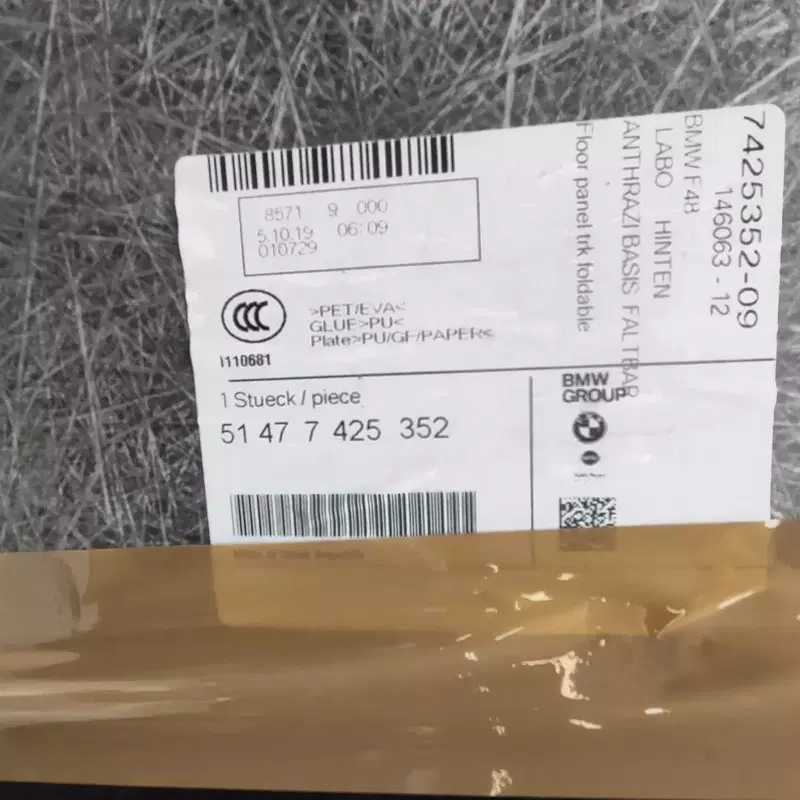 8571 9 000
5.10.19 06:09
010729
CCC
>PET/EVA<
GLUE>PU<
Plate>PU/GF/PAPER<
I110681
7425352-09
146063 - 12
BMW F48
LABO HINTEN
ANTHRAZI BASIS FALTBAR
Floor panel trk foldable
1 Stueck / piece
51 47 7 425 352
BMW
GROUP